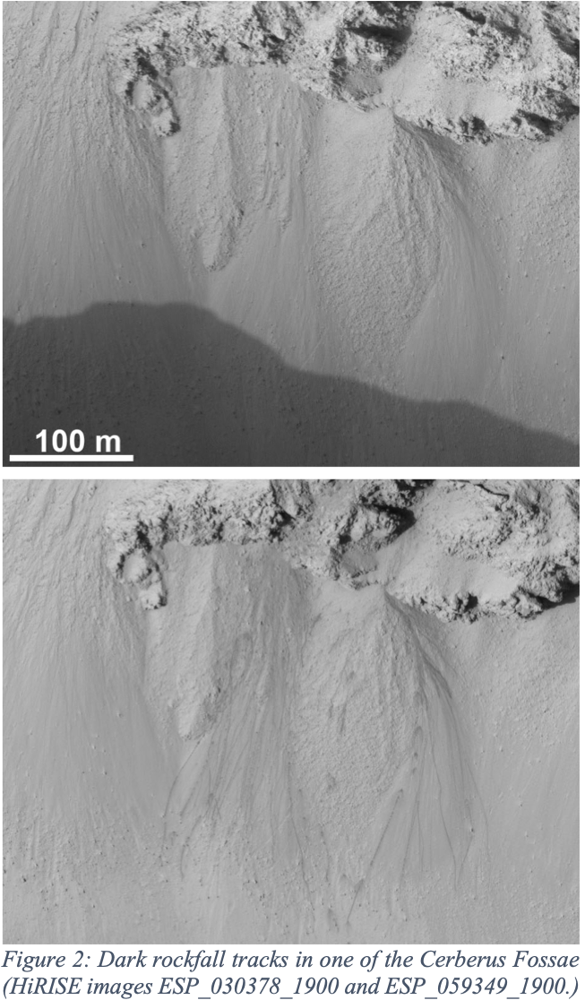 100 m
Figure 2: Dark rockfall tracks in one of the Cerberus Fossae
(HiRISE images ESP_030378_1900 and ESP_059349_1900.)